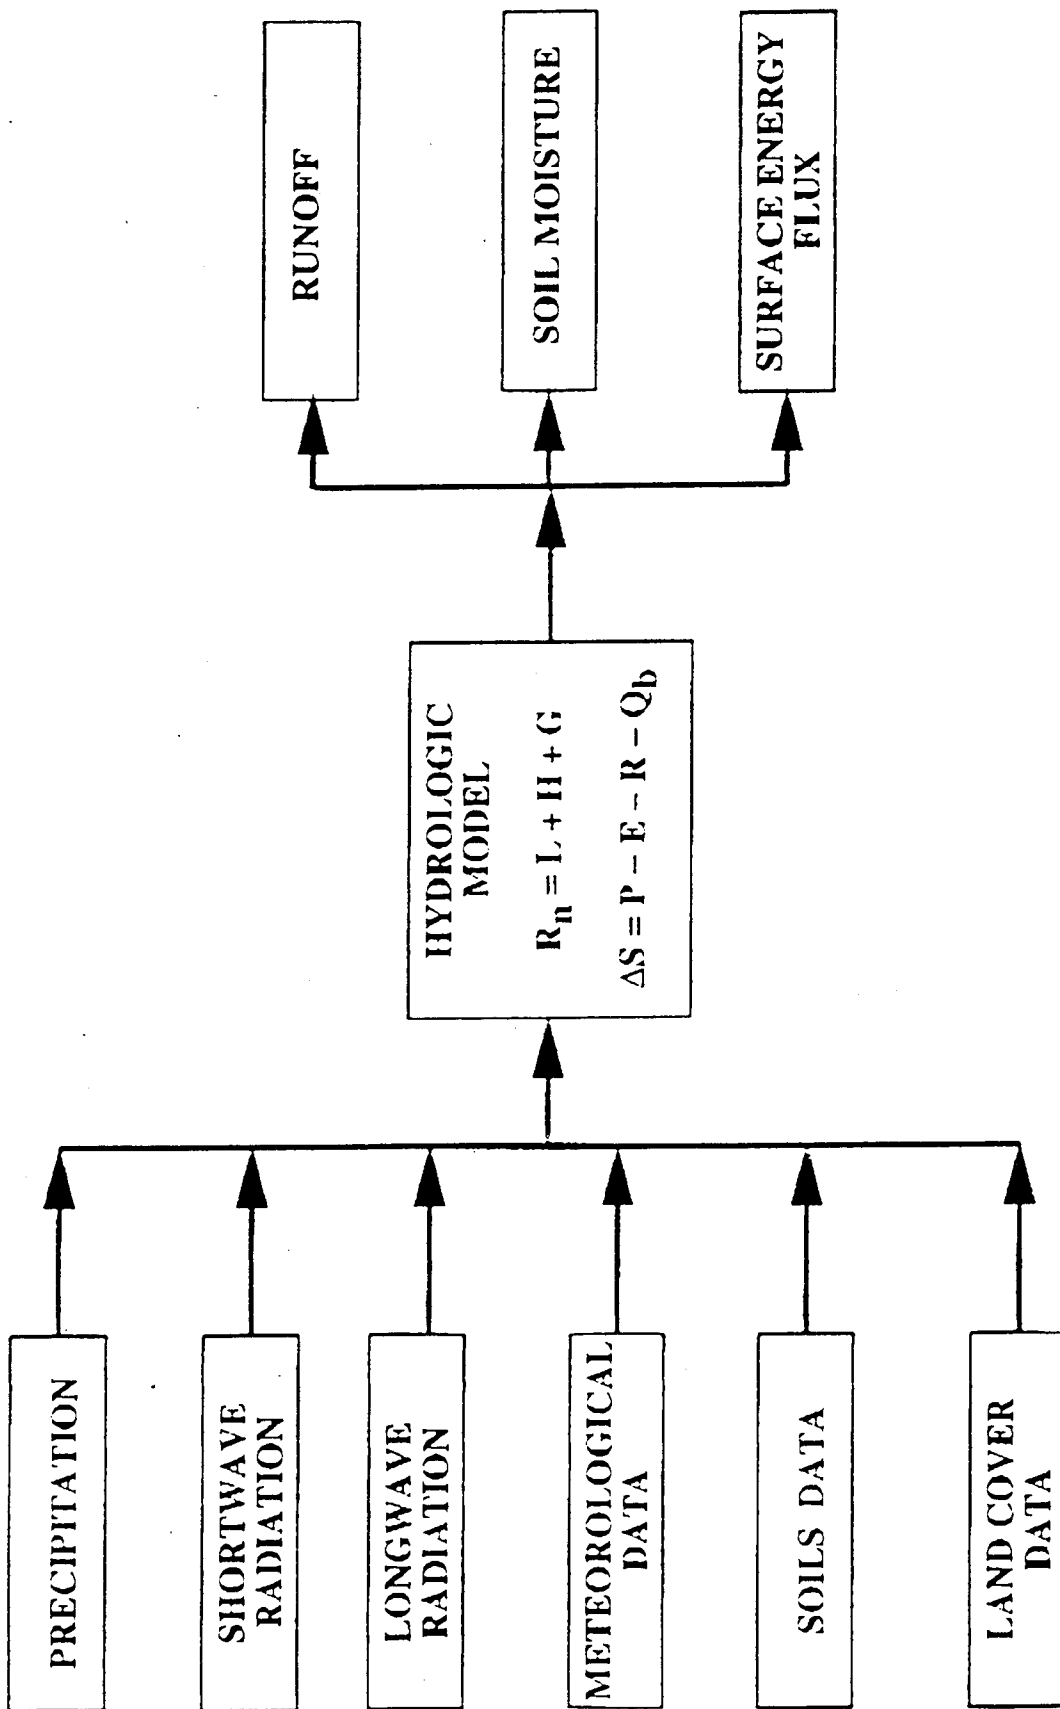 PRECIPITATION
SHORTWAVE
RADIATION
LONGWAVE
RADIATION
METEOROLOGICAL
DATA
SOILS DATA
LAND COVER
DATA
HYDROLOGIC
MODEL
Rn = L + H + G
ΔS = P − E − R − Qb
RUNOFF
SOIL MOISTURE
SURFACE ENERGY
FLUX